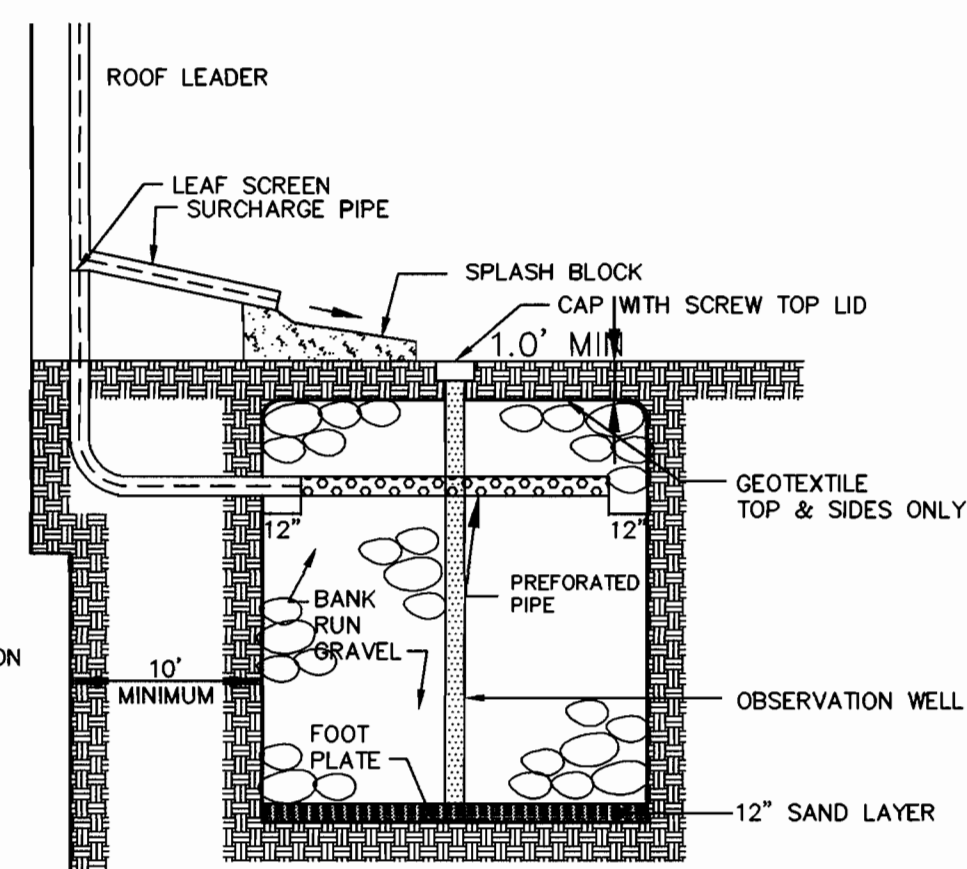 ROOF LEADER
LEAF SCREEN
SURCHARGE PIPE
SPLASH BLOCK
CAP WITH SCREW TOP LID
1.0' MIN
GEOTEXTILE
TOP & SIDES ONLY
12"
12"
PREFORATED
PIPE
BANK
RUN
GRAVEL
ON
10'
MINIMUM
OBSERVATION WELL
FOOT
PLATE
12" SAND LAYER